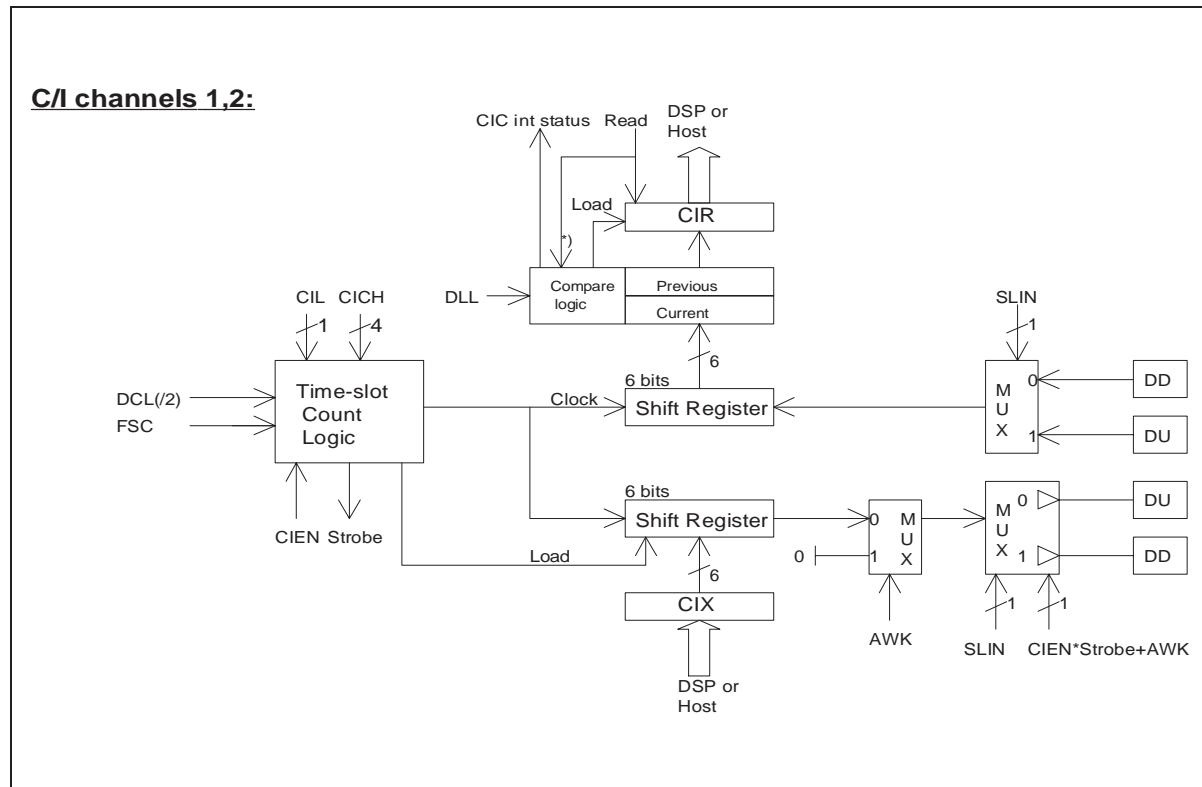 C/I channels 1,2:
CIC int status
Read
DSP or
Host
Load
CIR
*)
DLL
Compare
logic
Previous
Current
CIL
CICH
1
4
6
SLIN
1
DCL(/2)
FSC
Time-slot
Count
Logic
Clock
6 bits
Shift Register
MUX
0
1
DD
DU
CIEN
Strobe
Load
6 bits
Shift Register
6
CIX
DSP or
Host
0
0
1
MUX
AWK
MUX
0
1
DU
DD
1
1
SLIN
CIEN*Strobe+AWK